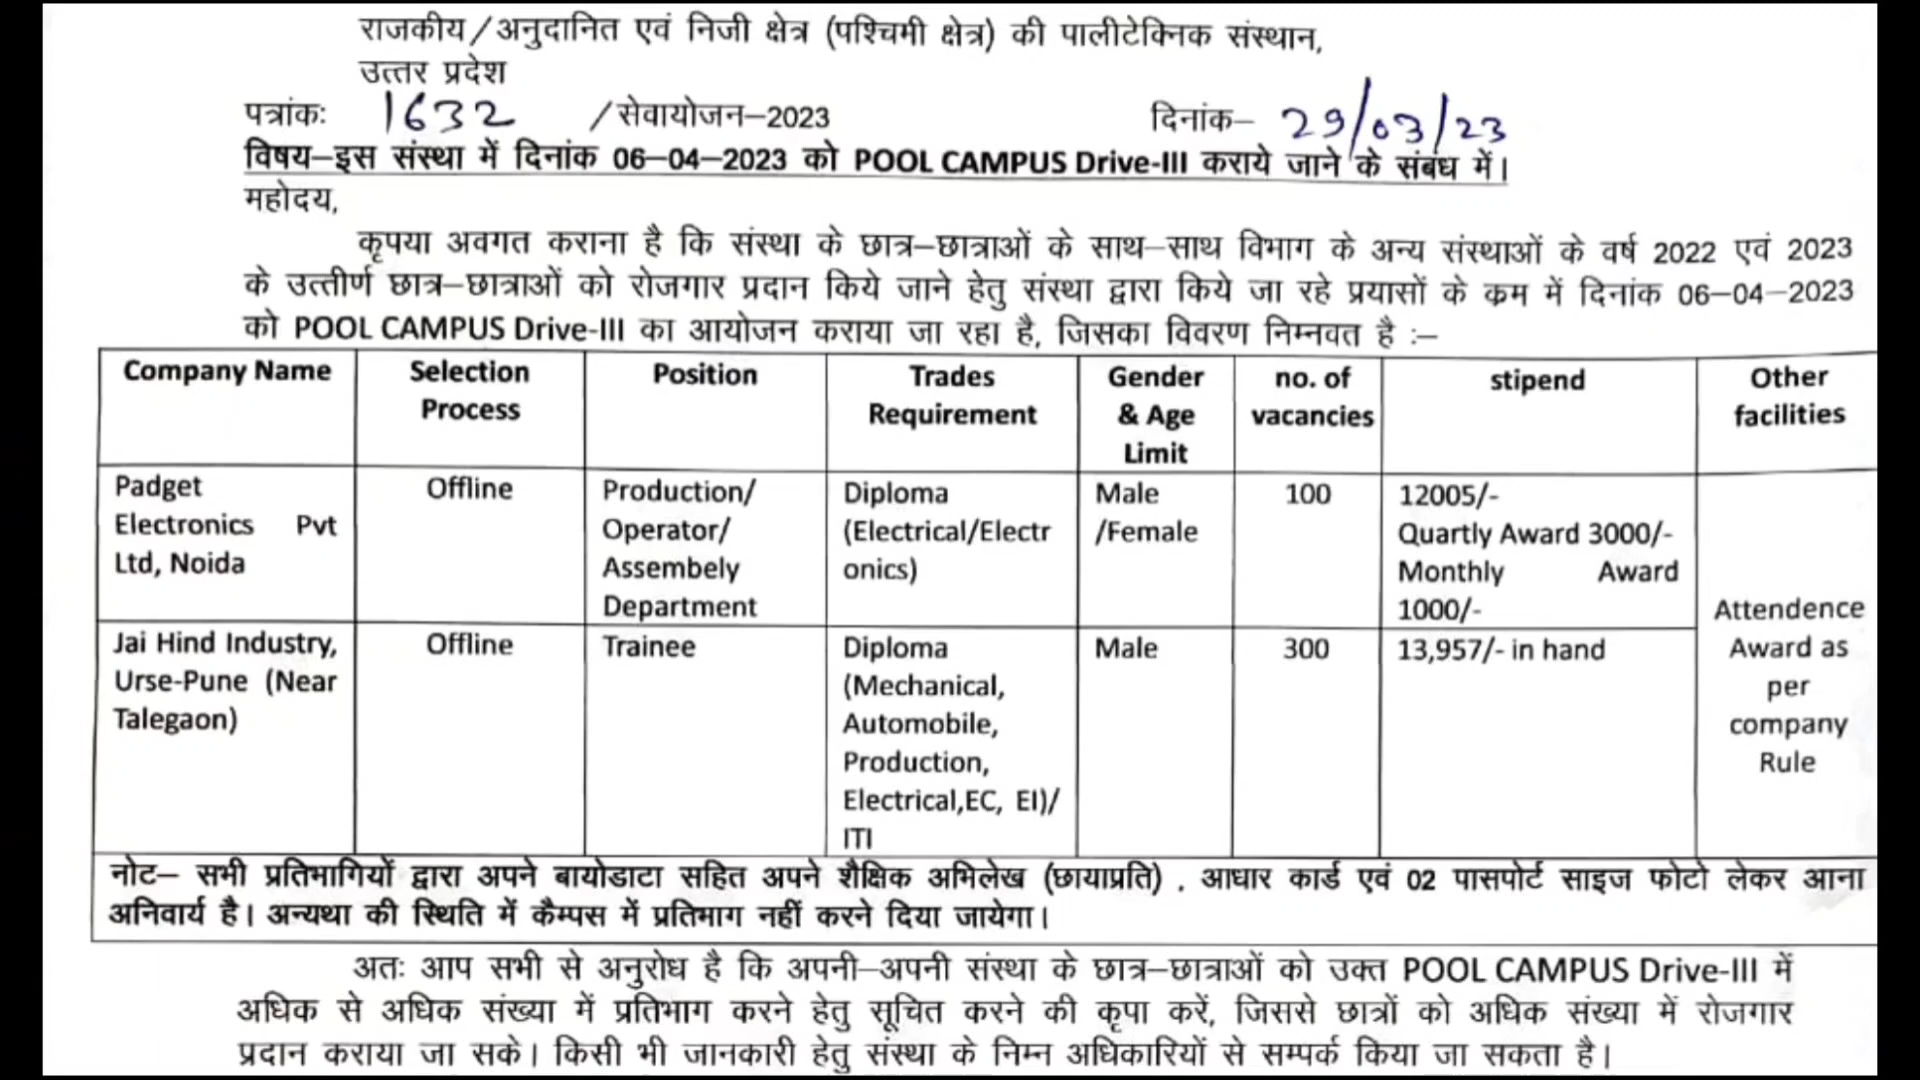 राजकीय/अनुदानित एवं निजी क्षेत्र (पश्चिमी क्षेत्र) की पालीटेक्निक संस्थान,
उत्तर प्रदेश
पत्रांकः 1632 /सेवायोजन–2023 दिनांक– 29/03/23
विषय–इस संस्था में दिनांक 06–04–2023 को POOL CAMPUS Drive-III कराये जाने के संबंध में।
महोदय,
कृपया अवगत कराना है कि संस्था के छात्र–छात्राओं के साथ–साथ विभाग के अन्य संस्थाओं के वर्ष 2022 एवं 2023
के उत्तीर्ण छात्र–छात्राओं को रोजगार प्रदान किये जाने हेतु संस्था द्वारा किये जा रहे प्रयासों के क्रम में दिनांक 06–04–2023
को POOL CAMPUS Drive-III का आयोजन कराया जा रहा है, जिसका विवरण निम्नवत है :–
Company Name
Selection
Process
Position
Trades
Requirement
Gender
& Age
Limit
no. of
vacancies
stipend
Other
facilities
Padget
Electronics Pvt
Ltd, Noida
Offline
Production/
Operator/
Assembely
Department
Diploma
(Electrical/Electr
onics)
Male
/Female
100
12005/-
Quartly Award 3000/-
Monthly Award
1000/-
Attendence
Award as
per
company
Rule
Jai Hind Industry,
Urse-Pune (Near
Talegaon)
Offline
Trainee
Diploma
(Mechanical,
Automobile,
Production,
Electrical,EC, EI)/
ITI
Male
300
13,957/- in hand
नोट– सभी प्रतिभागियों द्वारा अपने बायोडाटा सहित अपने शैक्षिक अभिलेख (छायाप्रति) , आधार कार्ड एवं 02 पासपोर्ट साइज फोटो लेकर आना
अनिवार्य है। अन्यथा की स्थिति में कैम्पस में प्रतिभाग नहीं करने दिया जायेगा।
अतः आप सभी से अनुरोध है कि अपनी–अपनी संस्था के छात्र–छात्राओं को उक्त POOL CAMPUS Drive-III में
अधिक से अधिक संख्या में प्रतिभाग करने हेतु सूचित करने की कृपा करें, जिससे छात्रों को अधिक संख्या में रोजगार
प्रदान कराया जा सके। किसी भी जानकारी हेतु संस्था के निम्न अधिकारियों से सम्पर्क किया जा सकता है।